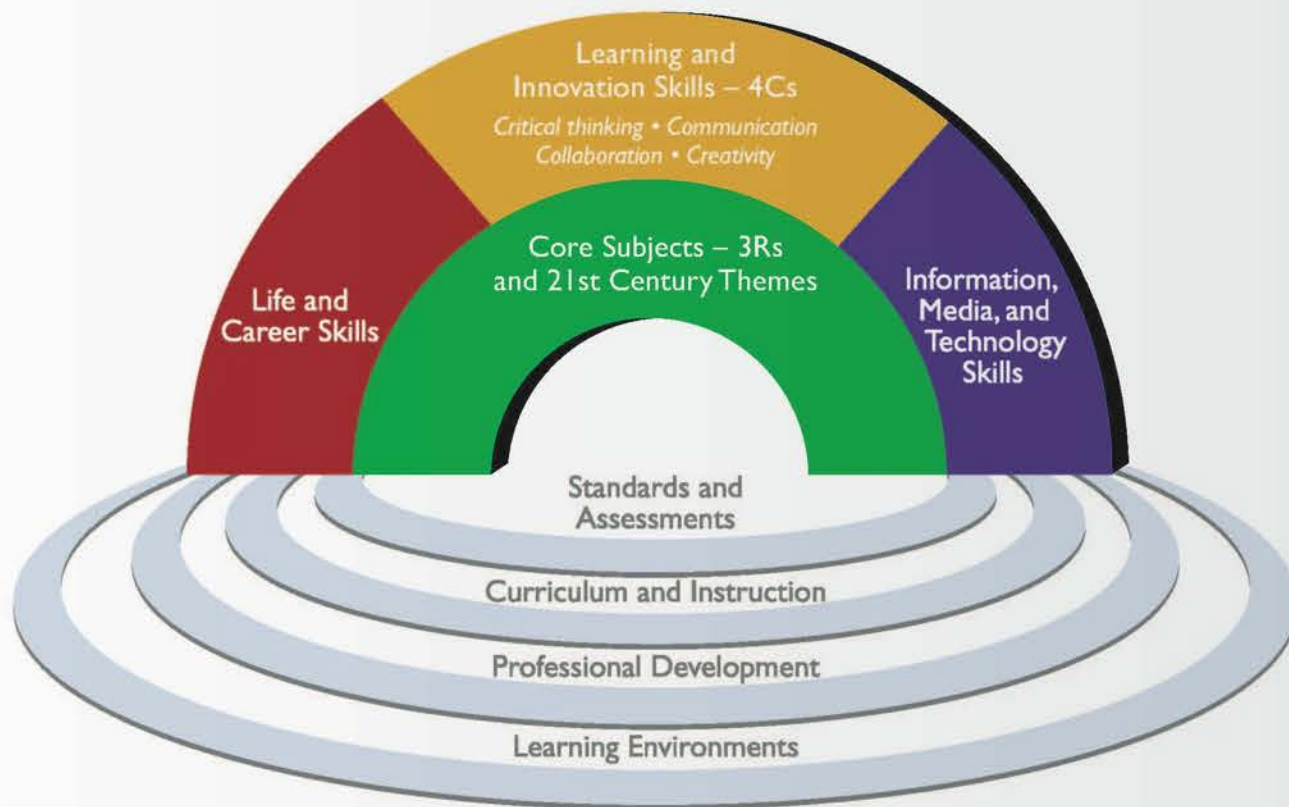 Learning and
Innovation Skills – 4Cs
Critical thinking • Communication
Collaboration • Creativity
Core Subjects – 3Rs
and 21st Century Themes
Life and
Career Skills
Information,
Media, and
Technology
Skills
Standards and
Assessments
Curriculum and Instruction
Professional Development
Learning Environments